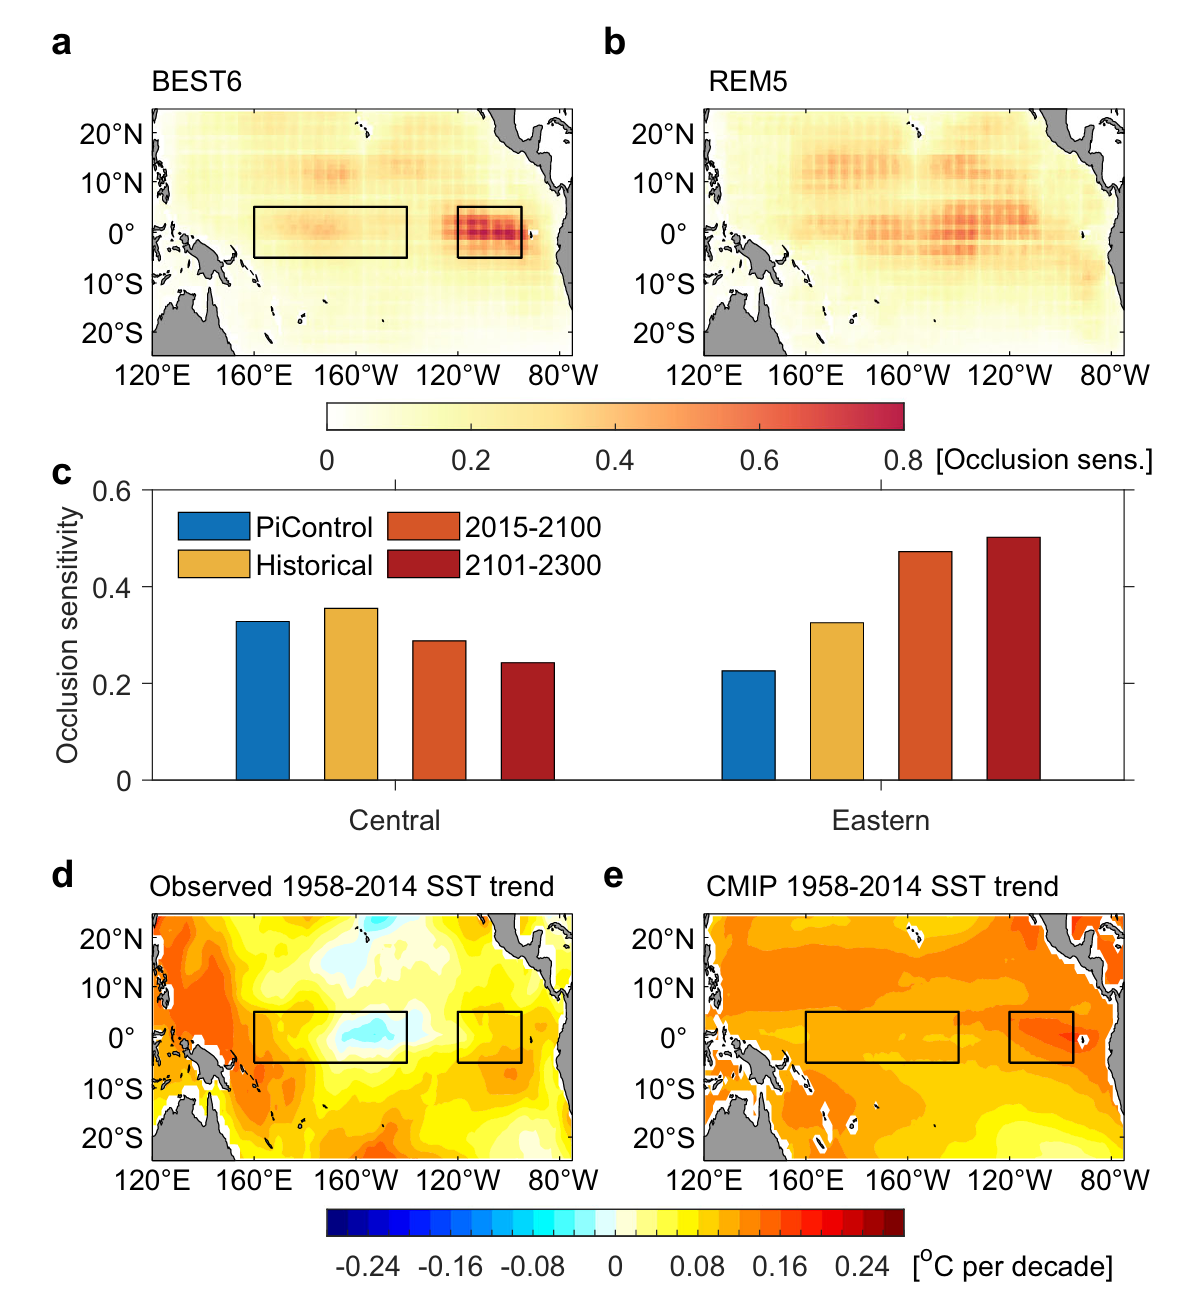 a
b
BEST6
REM5
20°N
10°N
0°
10°S
20°S
120°E 160°E 160°W 120°W 80°W
20°N
10°N
0°
10°S
20°S
120°E 160°E 160°W 120°W 80°W
0 0.2 0.4 0.6 0.8 [Occlusion sens.]
c
Occlusion sensitivity
0.6
0.4
0.2
0
PiControl
2015-2100
Historical
2101-2300
Central
Eastern
d
e
Observed 1958-2014 SST trend
CMIP 1958-2014 SST trend
20°N
10°N
0°
10°S
20°S
120°E 160°E 160°W 120°W 80°W
20°N
10°N
0°
10°S
20°S
120°E 160°E 160°W 120°W 80°W
-0.24 -0.16 -0.08 0 0.08 0.16 0.24 [°C per decade]